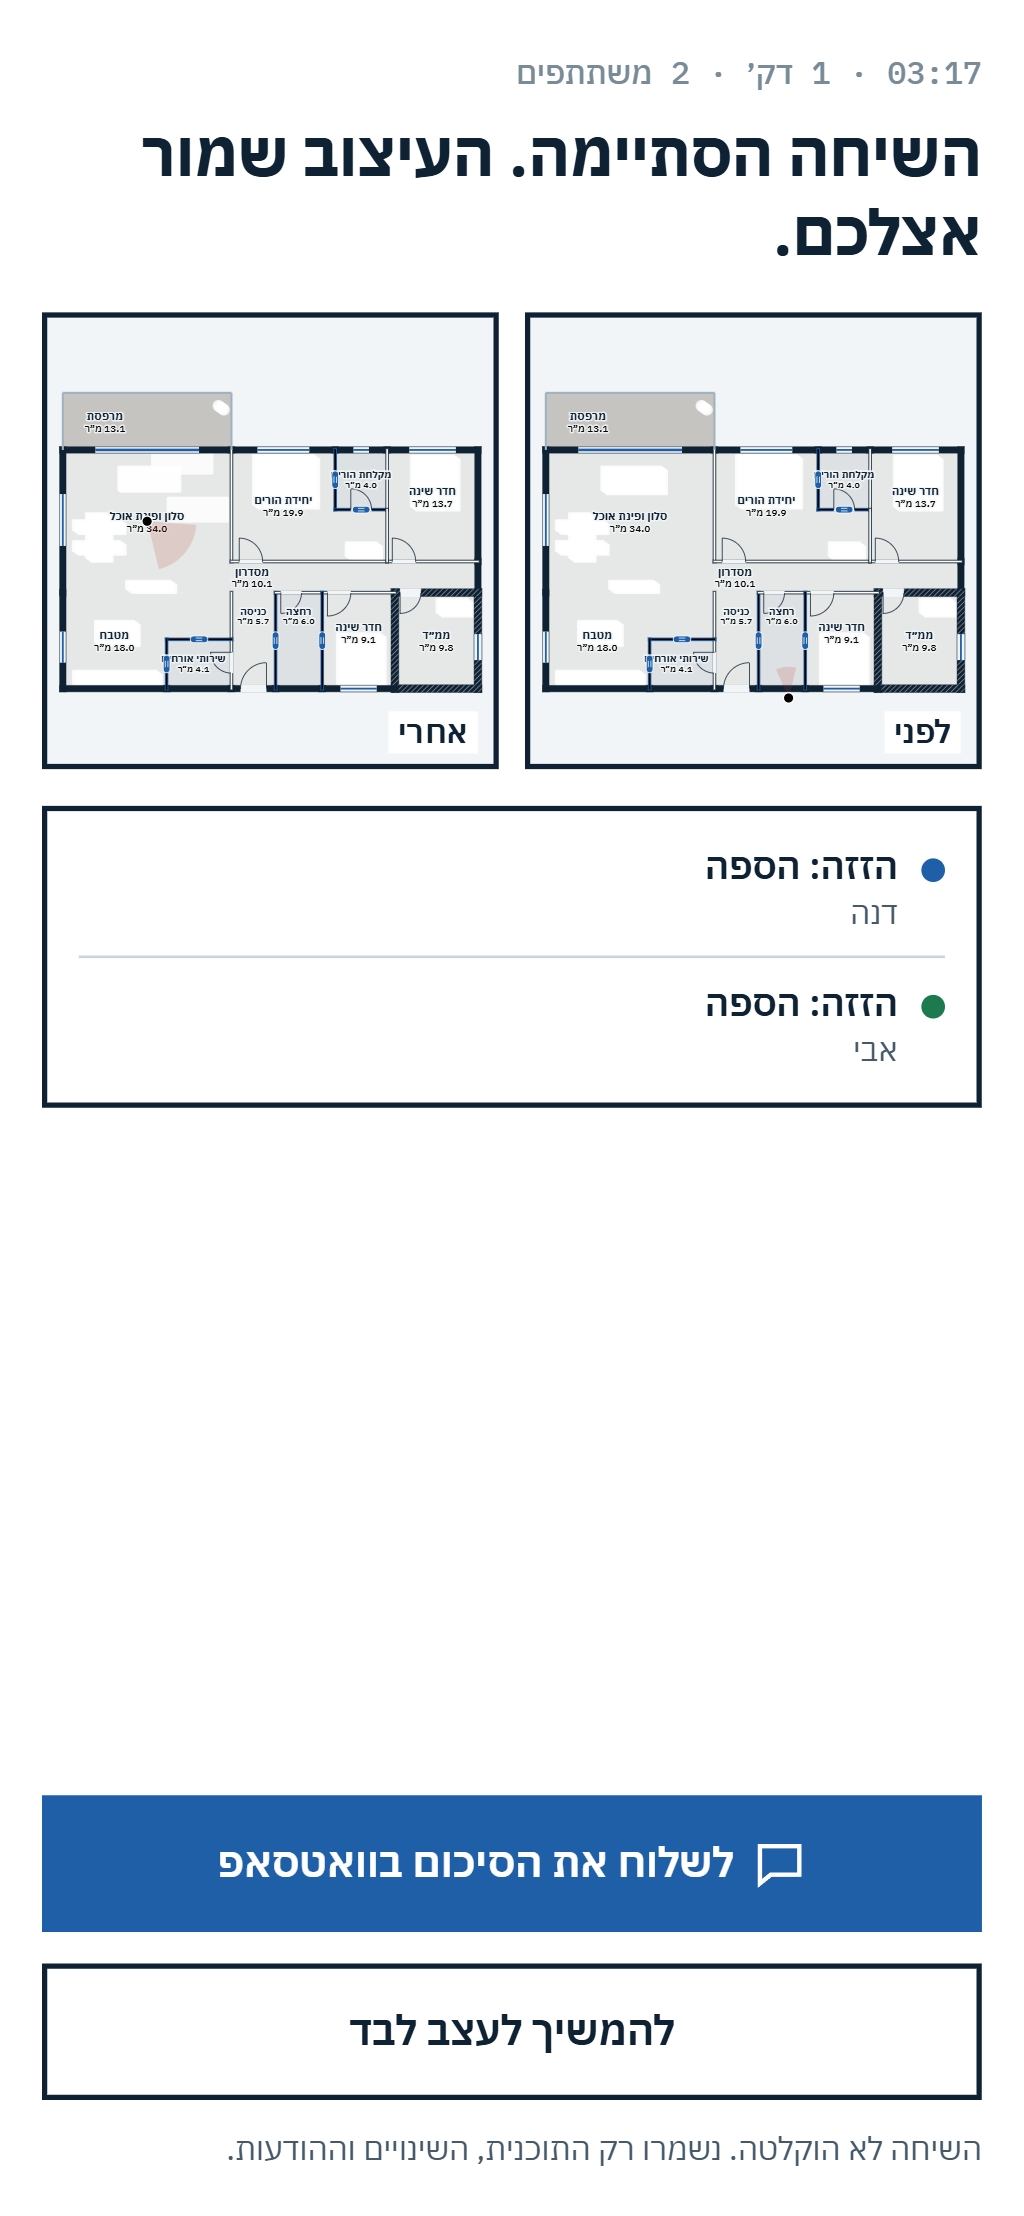 03:17 · 1 דק׳ · 2 משתתפים
השיחה הסתיימה. העיצוב שמור
אצלכם.
מרפסת
13.1 מ״ר
מקלחת הורים
4.0 מ״ר
חדר שינה
13.7 מ״ר
יחידת הורים
19.9 מ״ר
סלון ופינת אוכל
34.0 מ״ר
מסדרון
10.1 מ״ר
כניסה
5.7 מ״ר
רחצה
6.0 מ״ר
חדר שינה
9.1 מ״ר
ממ״ד
9.8 מ״ר
מטבח
18.0 מ״ר
שירותי אורחים
4.1 מ״ר
לפני
מרפסת
13.1 מ״ר
מקלחת הורים
4.0 מ״ר
חדר שינה
13.7 מ״ר
יחידת הורים
19.9 מ״ר
סלון ופינת אוכל
34.0 מ״ר
מסדרון
10.1 מ״ר
כניסה
5.7 מ״ר
רחצה
6.0 מ״ר
חדר שינה
9.1 מ״ר
ממ״ד
9.8 מ״ר
מטבח
18.0 מ״ר
שירותי אורחים
4.1 מ״ר
אחרי
הזזה: הספה
דנה
הזזה: הספה
אבי
לשלוח את הסיכום בוואטסאפ
להמשיך לעצב לבד
השיחה לא הוקלטה. נשמרו רק התוכנית, השינויים וההודעות.